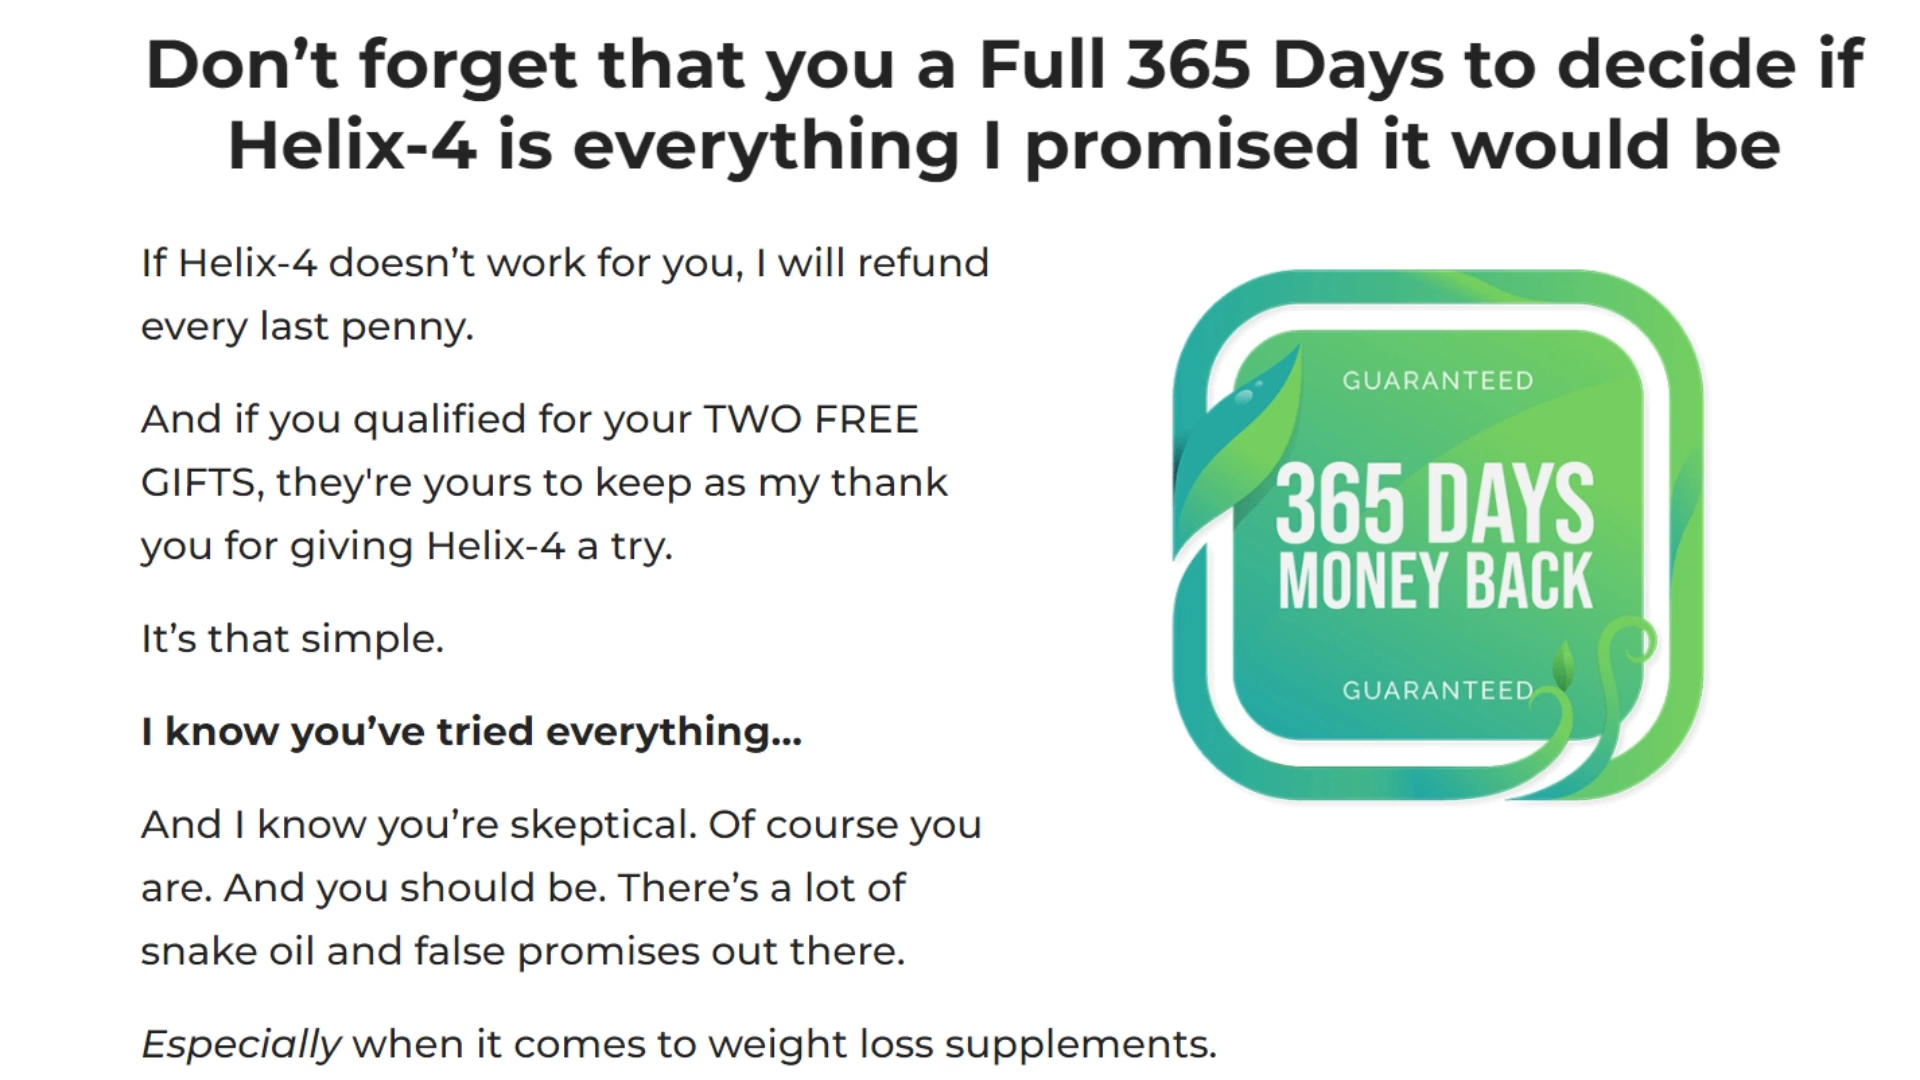 Don’t forget that you a Full 365 Days to decide if
Helix-4 is everything I promised it would be
If Helix-4 doesn’t work for you, I will refund
every last penny.
And if you qualified for your TWO FREE
GIFTS, they're yours to keep as my thank
you for giving Helix-4 a try.
It’s that simple.
I know you’ve tried everything...
And I know you’re skeptical. Of course you
are. And you should be. There’s a lot of
snake oil and false promises out there.
Especially when it comes to weight loss supplements.
GUARANTEED
365 DAYS
MONEY BACK
GUARANTEED